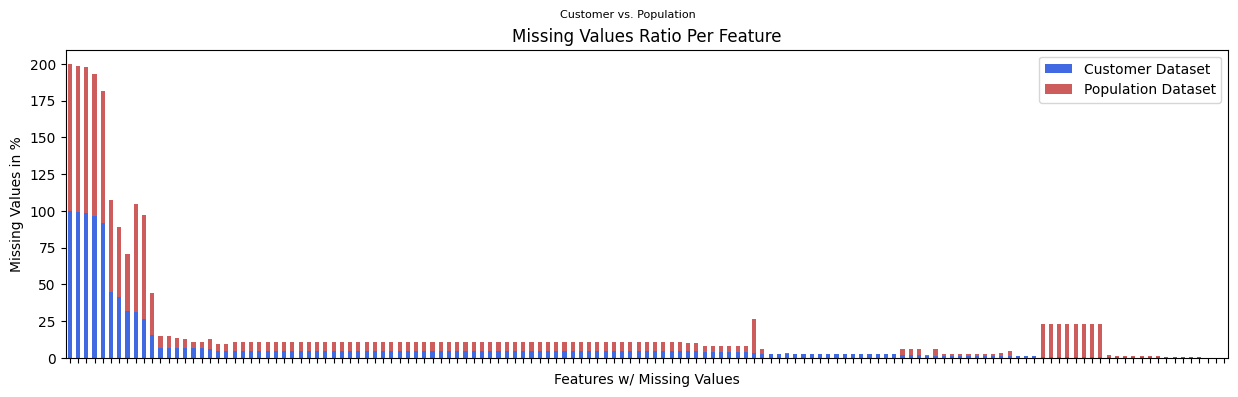 Customer vs. Population
Missing Values Ratio Per Feature
Missing Values in %
200
175
150
125
100
75
50
25
0
Customer Dataset
Population Dataset
Features w/ Missing Values